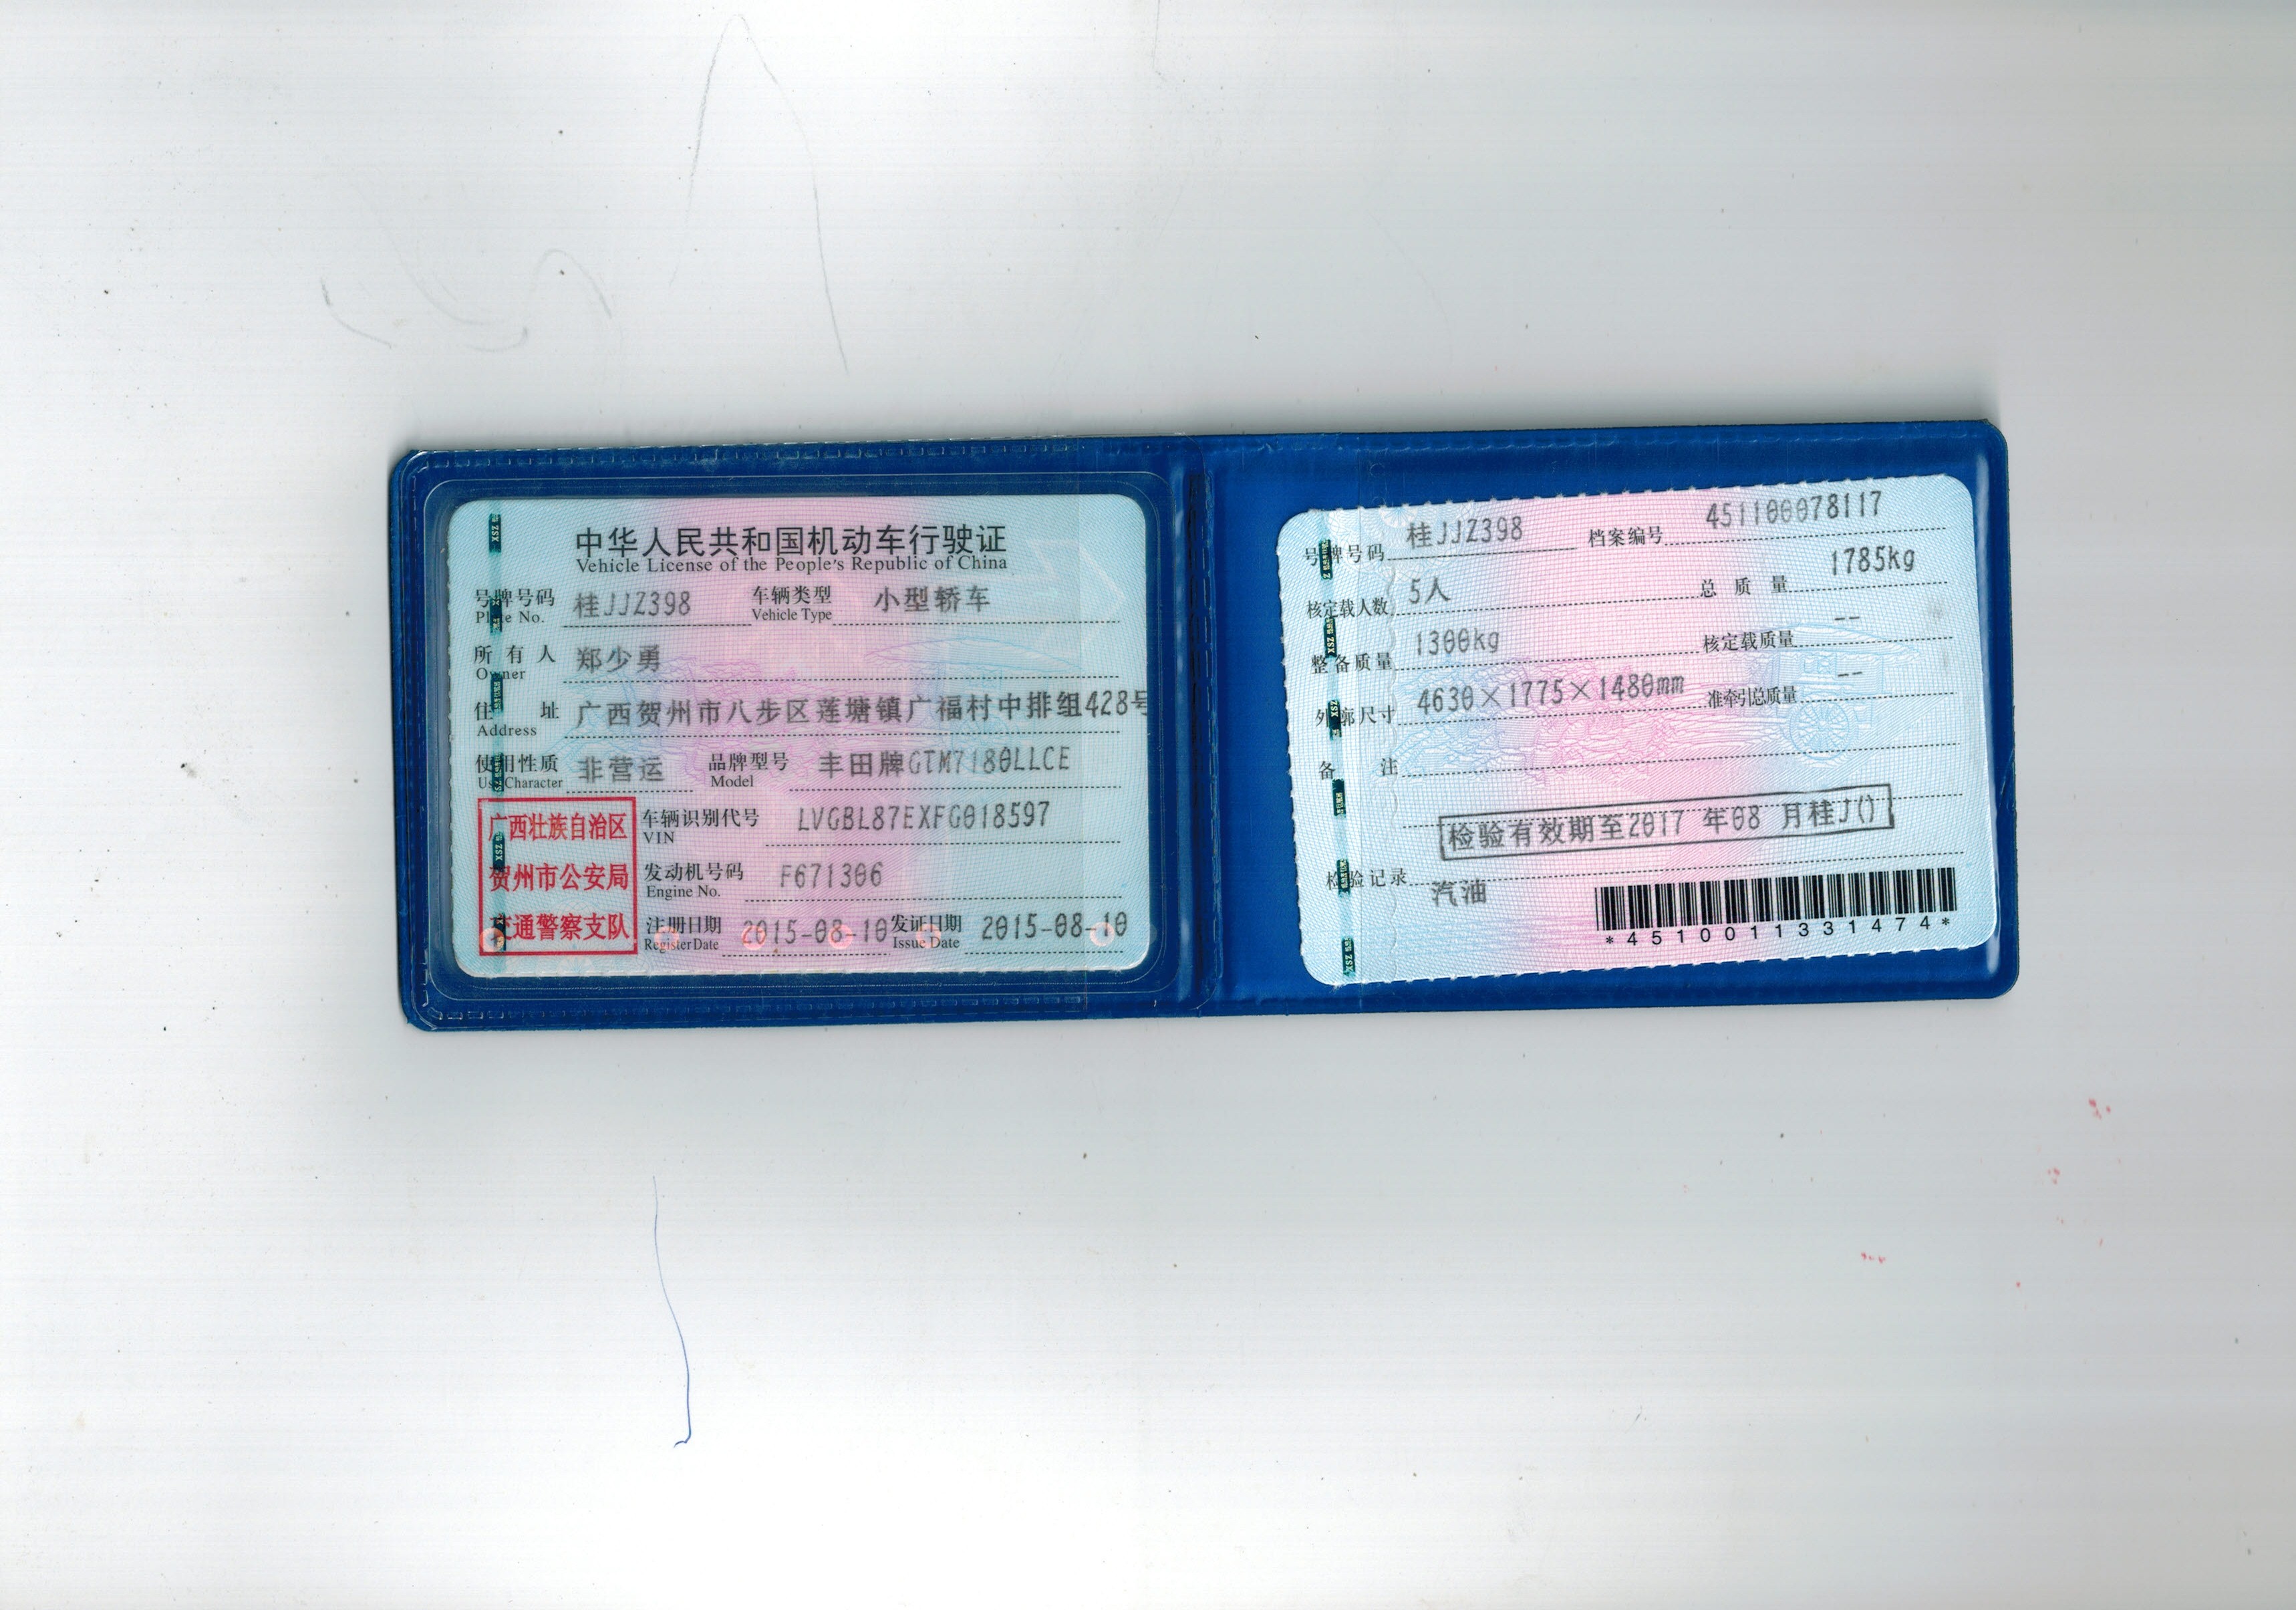 中华人民共和国机动车行驶证
Vehicle License of the People's Republic of China
号牌号码 桂JJZ398 车辆类型 小型轿车
Plate No. Vehicle Type
所有人 郑少勇
Owner
住址 广西贺州市八步区莲塘镇广福村中排组428号
Address
使用性质 非营运 品牌型号 丰田牌GTM7180LLCE
Use Character Model
广西壮族自治区
贺州市公安局
交通警察支队
车辆识别代号 LVGBL87EXFG018597
VIN
发动机号码 F671306
Engine No.
注册日期 2015-08-10 发证日期 2015-08-10
Register Date Issue Date
号牌号码 桂JJZ398 档案编号 451100078117
核定载人数 5人 总质量 1785kg
整备质量 1300kg 核定载质量 --
外廓尺寸 4630×1775×1480mm 准牵引总质量 --
备注
检验有效期至2017 年08 月桂J()
检验记录 汽油
*4510011331474*